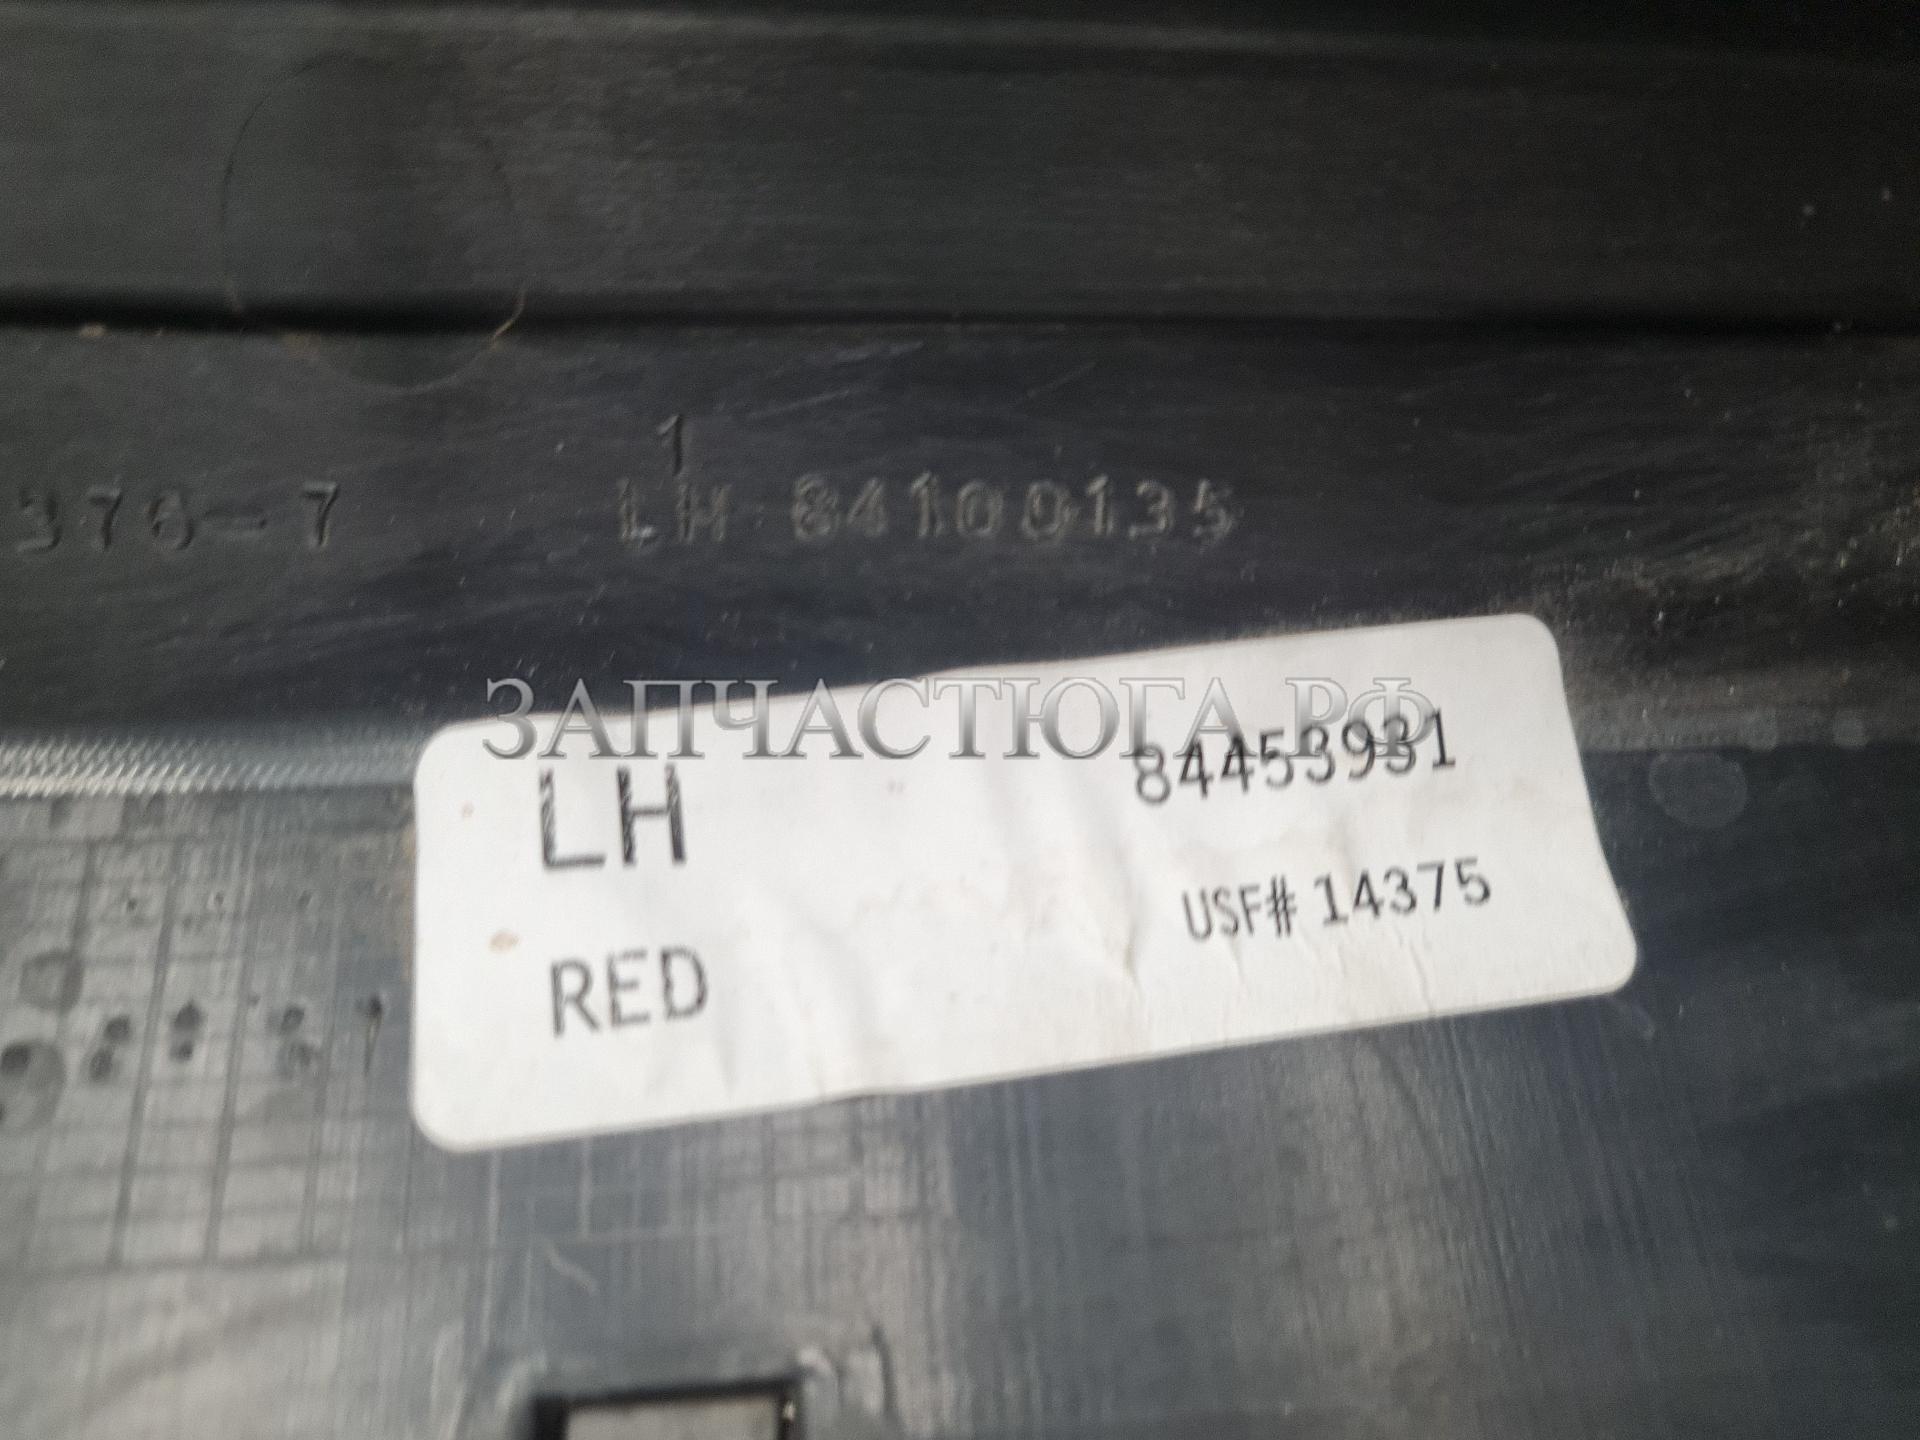 1
376-7 LH 84100135
ЗАПЧАСТЮГА.РФ
LH 84453931
RED USF# 14375